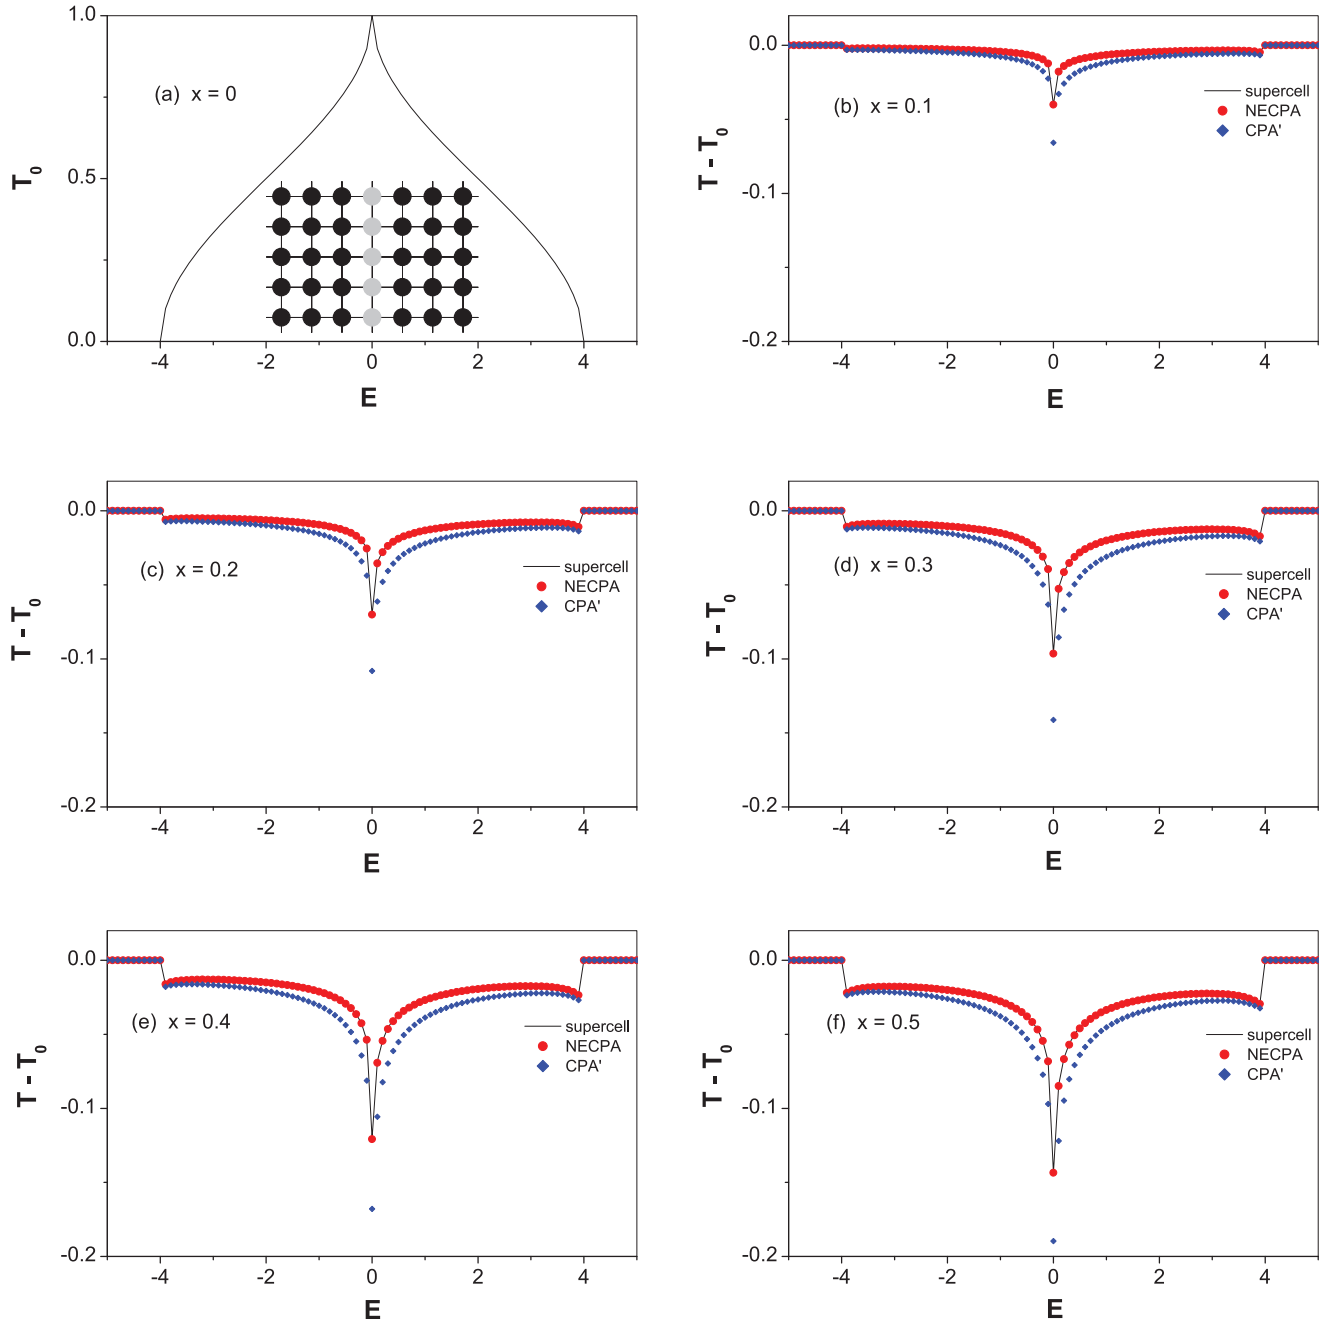 1.0
0.5
0.0
T0
(a) x = 0
-4 -2 0 2 4
E
0.0
-0.1
-0.2
T - T0
(b) x = 0.1
supercell
NECPA
CPA'
-4 -2 0 2 4
E
0.0
-0.1
-0.2
T - T0
(c) x = 0.2
supercell
NECPA
CPA'
-4 -2 0 2 4
E
0.0
-0.1
-0.2
T - T0
(d) x = 0.3
supercell
NECPA
CPA'
-4 -2 0 2 4
E
0.0
-0.1
-0.2
T - T0
(e) x = 0.4
supercell
NECPA
CPA'
-4 -2 0 2 4
E
0.0
-0.1
-0.2
T - T0
(f) x = 0.5
supercell
NECPA
CPA'
-4 -2 0 2 4
E